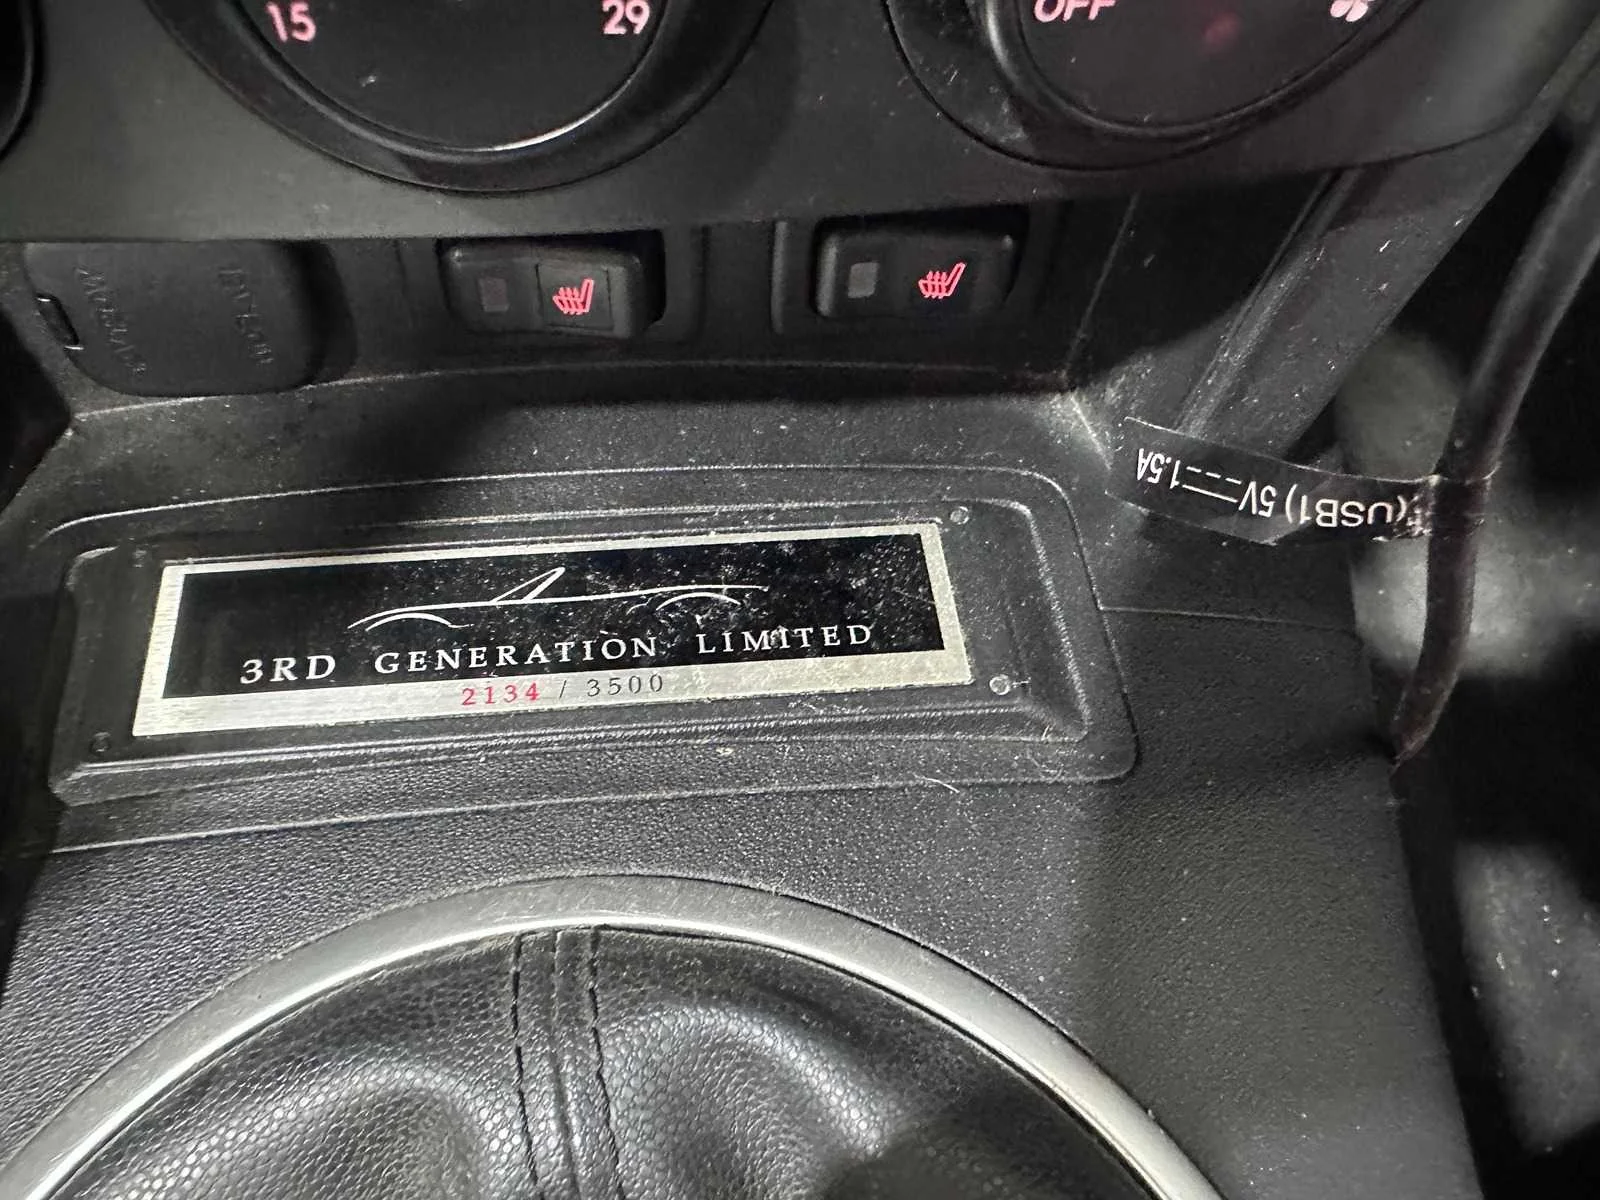 15 29
OFF
3RD GENERATION LIMITED
2134 / 3500
(USB1) 5V⎓1.5A